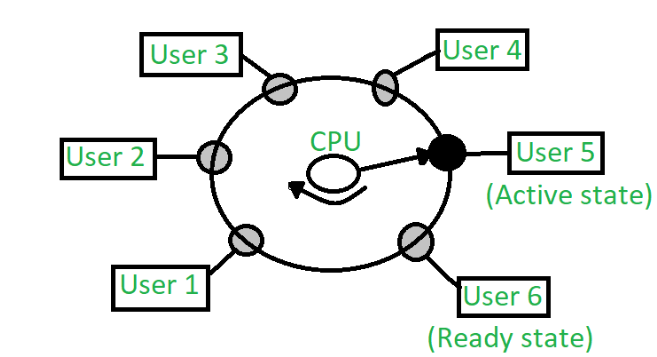 User 4
User 3
CPU
User 2
User 5
(Active state)
User 1
User 6
(Ready state)